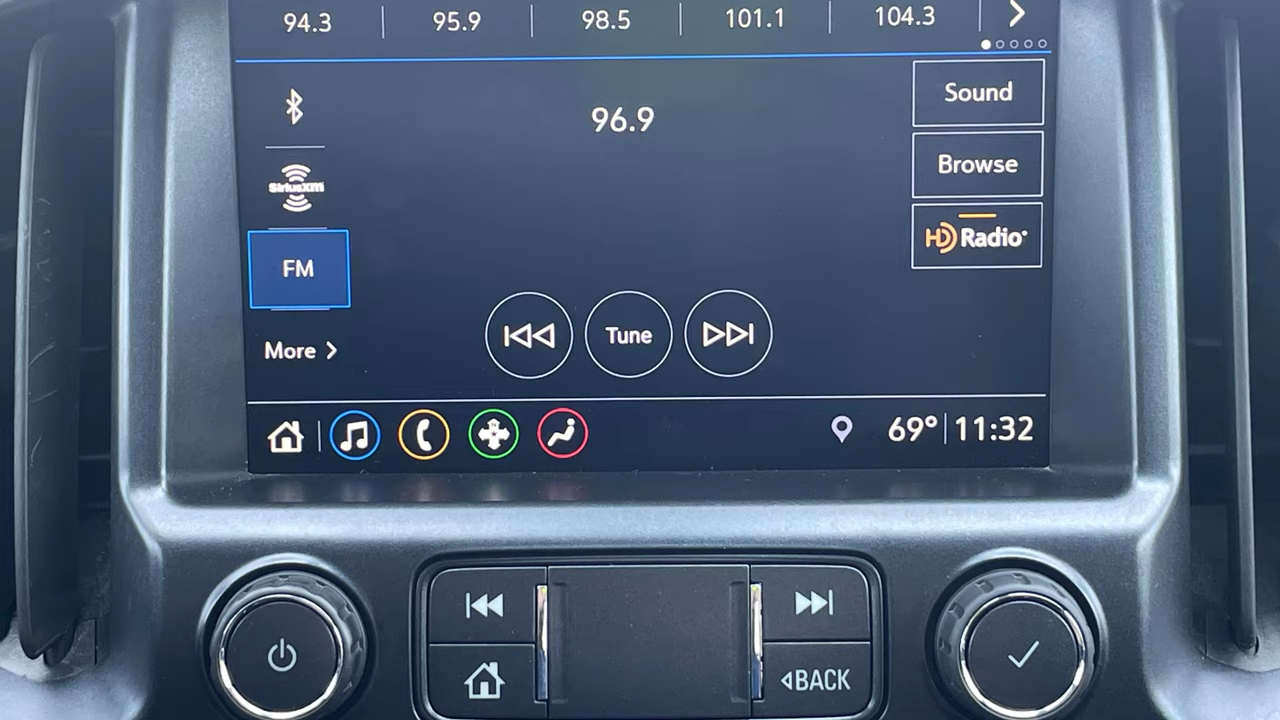 94.3 95.9 98.5 101.1 104.3
96.9
Sound
Browse
SiriusXM
HD Radio
FM
Tune
More
69° 11:32
BACK